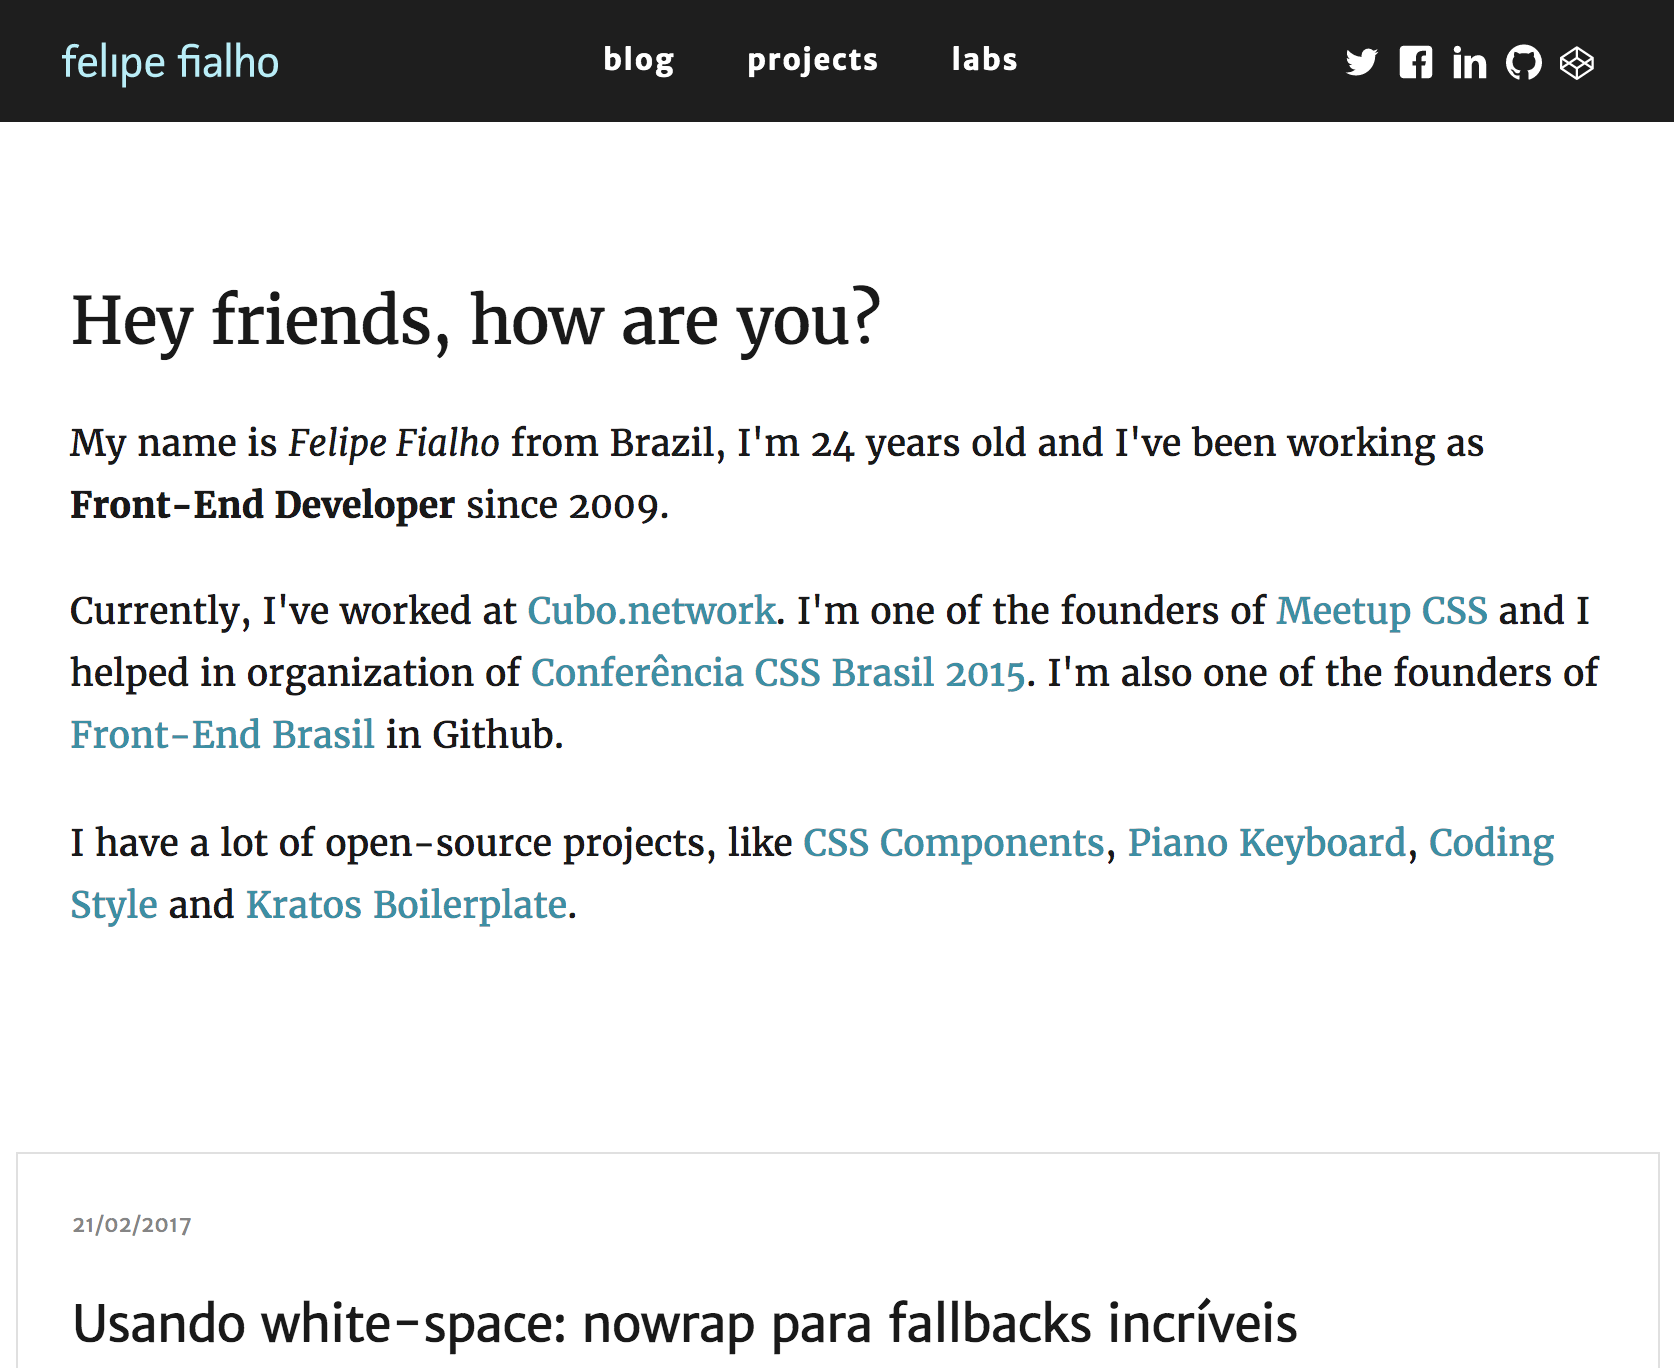 felipe fialho
blog projects labs
Hey friends, how are you?
My name is Felipe Fialho from Brazil, I'm 24 years old and I've been working as
Front-End Developer since 2009.
Currently, I've worked at Cubo.network. I'm one of the founders of Meetup CSS and I
helped in organization of Conferência CSS Brasil 2015. I'm also one of the founders of
Front-End Brasil in Github.
I have a lot of open-source projects, like CSS Components, Piano Keyboard, Coding
Style and Kratos Boilerplate.
21/02/2017
Usando white-space: nowrap para fallbacks incríveis